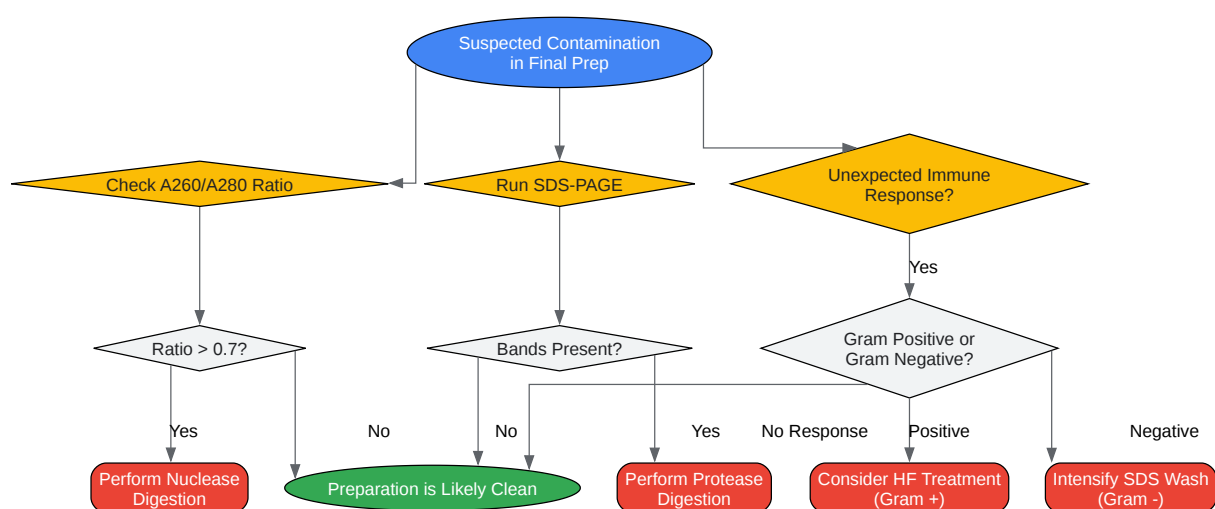 Suspected Contamination
in Final Prep
Check A260/A280 Ratio
Run SDS-PAGE
Unexpected Immune
Response?
Yes
Ratio > 0.7?
Bands Present?
Gram Positive or
Gram Negative?
Yes
No
No
Yes
No Response
Positive
Negative
Perform Nuclease
Digestion
Preparation is Likely Clean
Perform Protease
Digestion
Consider HF Treatment
(Gram +)
Intensify SDS Wash
(Gram -)